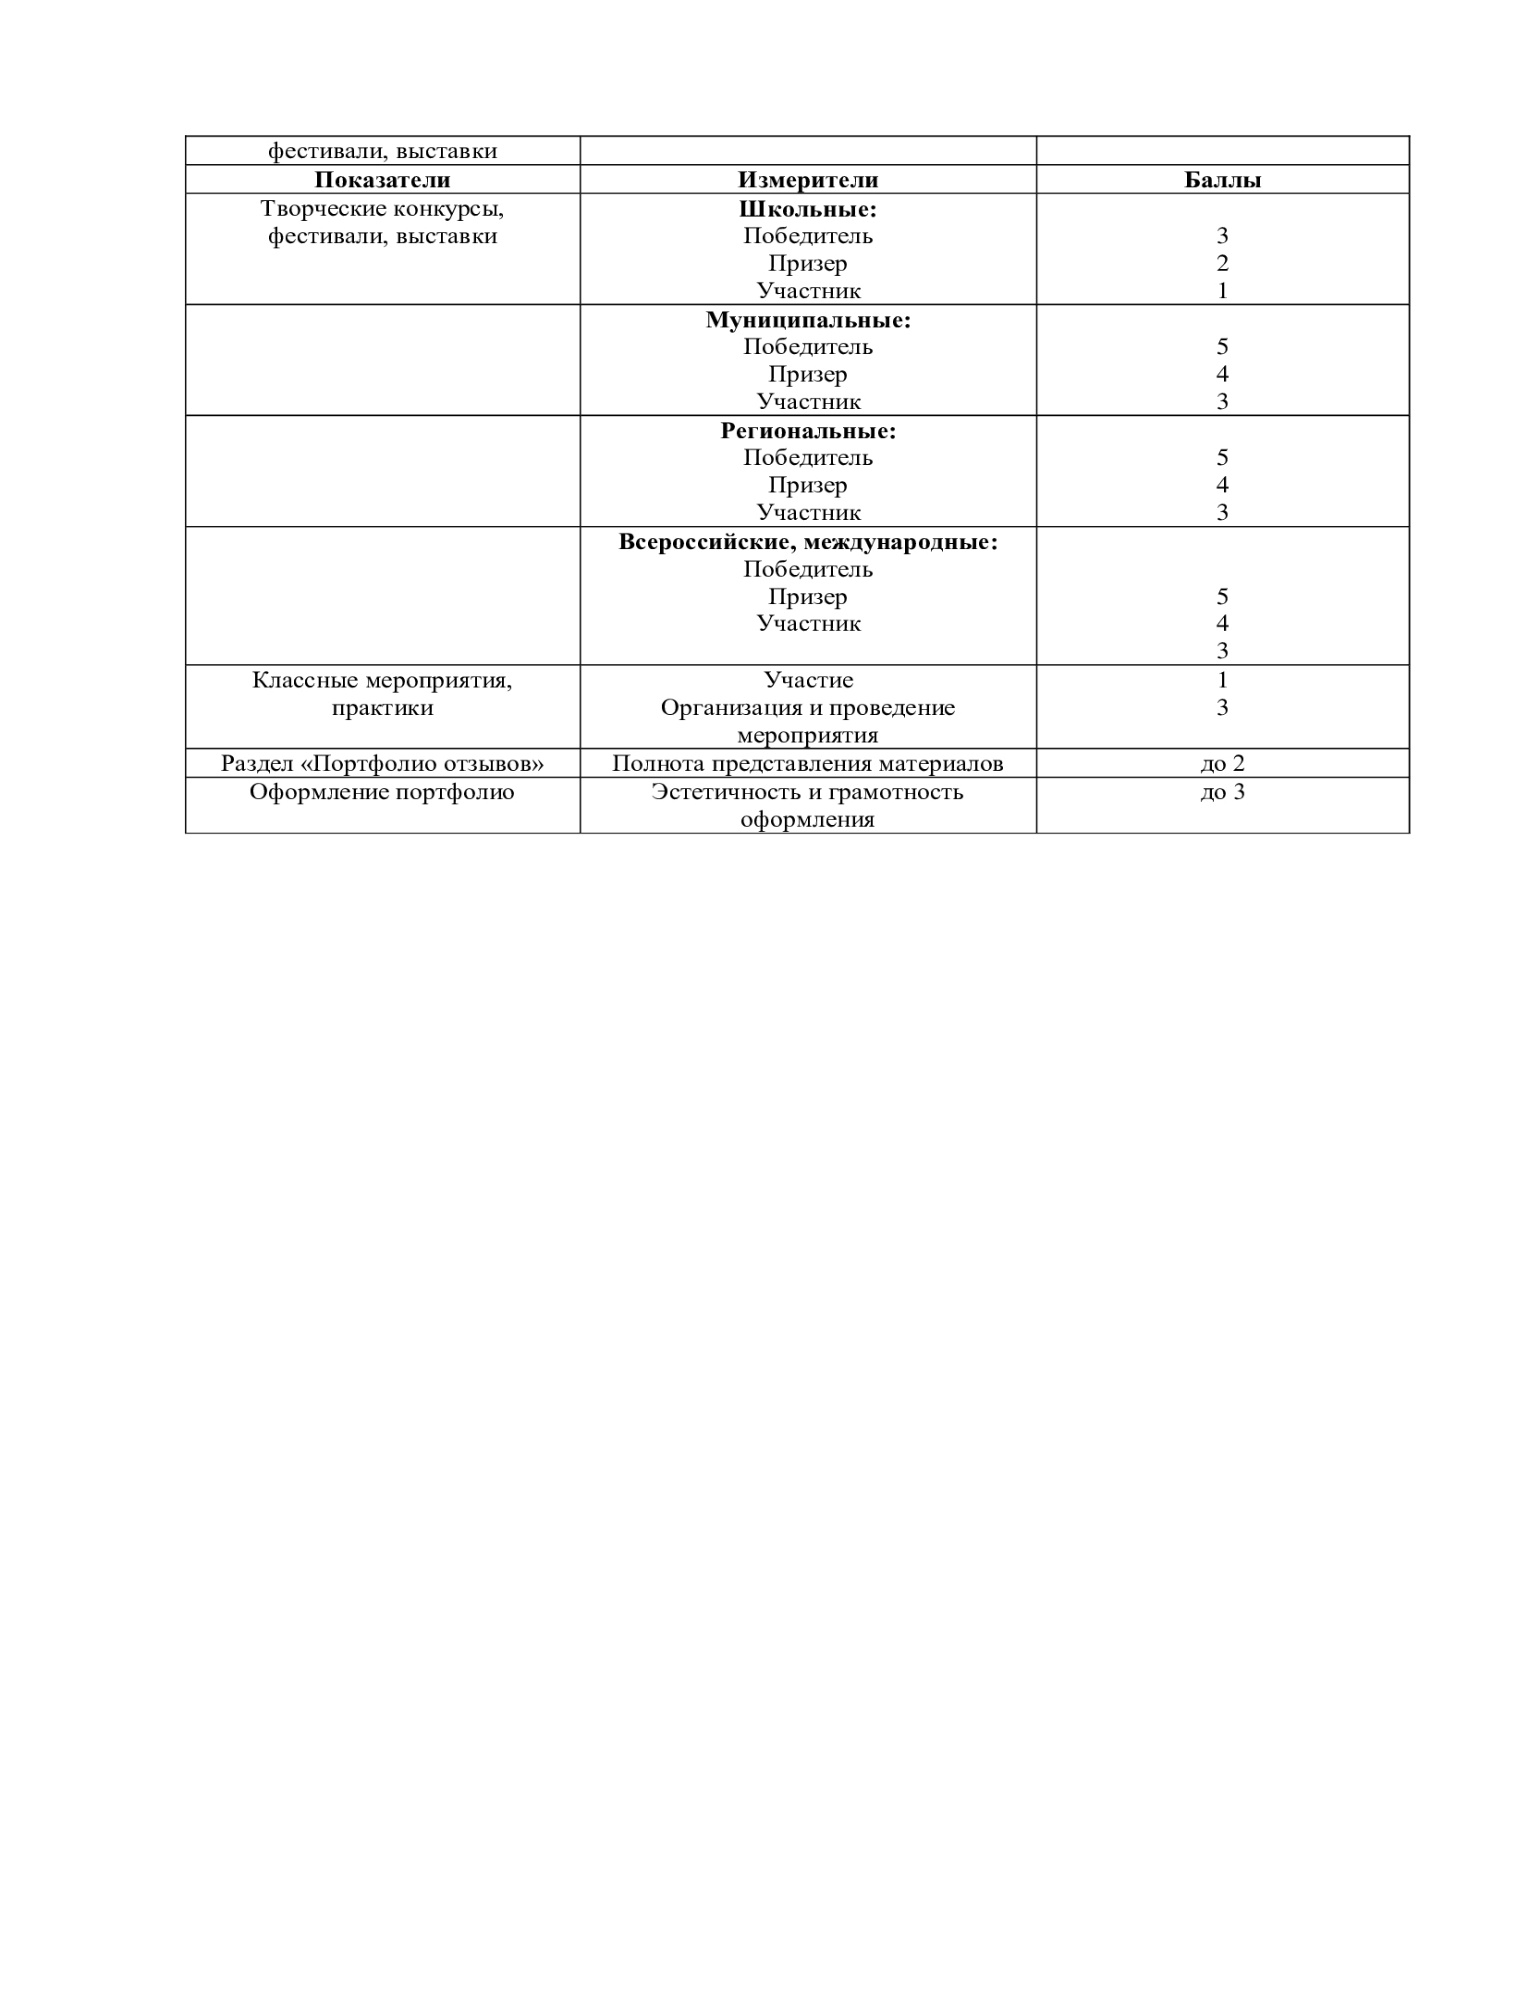 фестивали, выставки
Показатели Измерители Баллы
Творческие конкурсы, Школьные:
фестивали, выставки Победитель 3
Призер 2
Участник 1
Муниципальные:
Победитель 5
Призер 4
Участник 3
Региональные:
Победитель 5
Призер 4
Участник 3
Всероссийские, международные:
Победитель
Призер 5
Участник 4
3
Классные мероприятия, Участие 1
практики Организация и проведение 3
мероприятия
Раздел «Портфолио отзывов» Полнота представления материалов до 2
Оформление портфолио Эстетичность и грамотность до 3
оформления